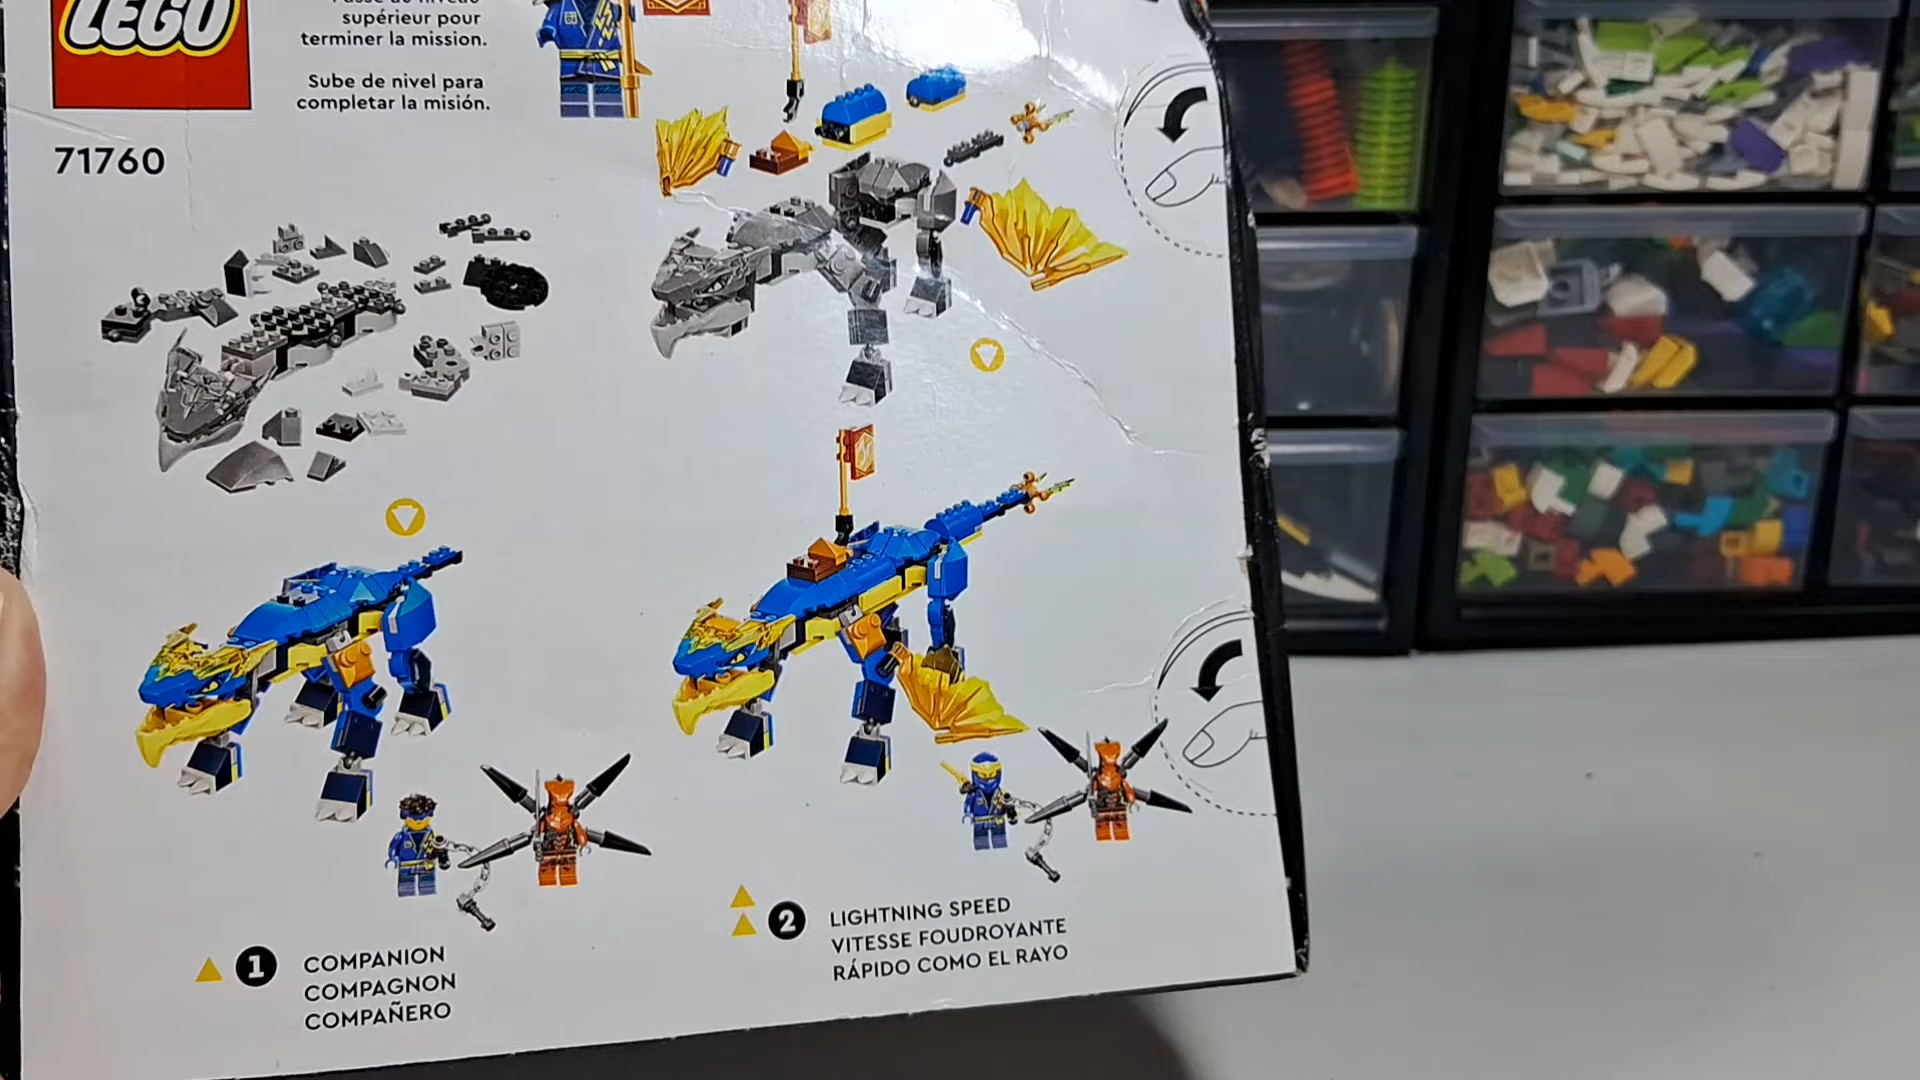 LEGO
supérieur pour
terminer la mission.
Sube de nivel para
completar la misión.
71760
1
COMPANION
COMPAGNON
COMPAÑERO
2
LIGHTNING SPEED
VITESSE FOUDROYANTE
RÁPIDO COMO EL RAYO